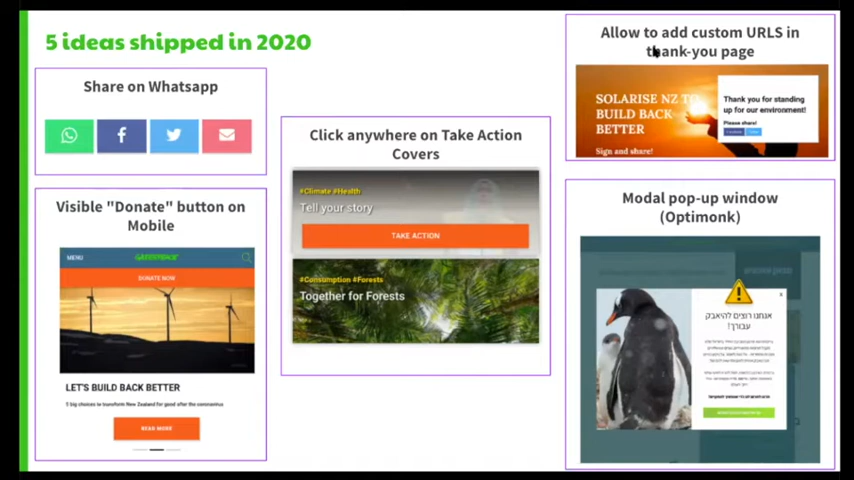 5 ideas shipped in 2020
Share on Whatsapp
Visible "Donate" button on
Mobile
MENU
GREENPEACE
DONATE NOW
LET'S BUILD BACK BETTER
5 big choices to transform New Zealand for good after the coronavirus
READ MORE
Click anywhere on Take Action
Covers
#Climate #Health
Tell your story
TAKE ACTION
#Consumption #Forests
Together for Forests
Allow to add custom URLS in
thank-you page
SOLARISE NZ TO
BUILD BACK
BETTER
Sign and share!
Thank you for standing
up for our environment!
Please share!
Modal pop-up window
(Optimonk)
אנחנו רוצים להיאבק
עבורך!